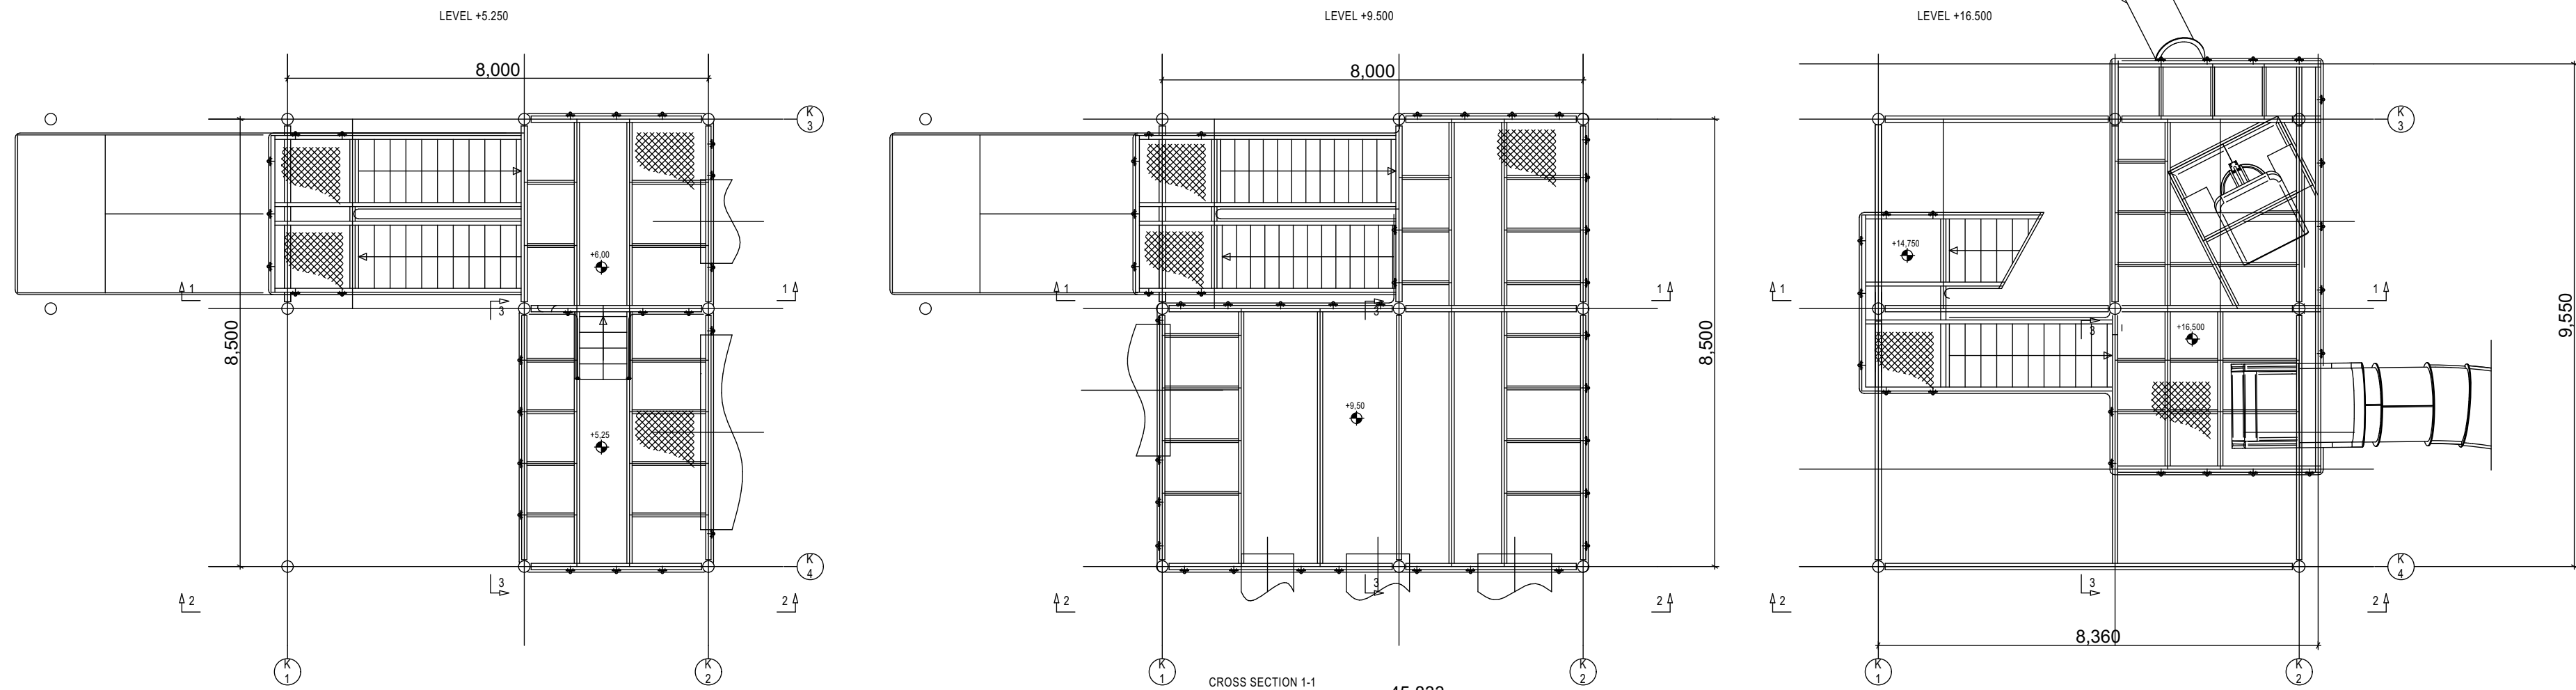 LEVEL +5.250
8,000
K
3
+6,00
1
1
3
8,500
+5,25
K
4
3
2
2
K
1
K
2
LEVEL +9.500
8,000
1
1
3
8,500
+9,50
3
2
2
K
1
K
2
CROSS SECTION 1-1
LEVEL +16.500
K
3
+14,750
1
1
3
+16,500
9,550
K
4
3
2
2
8,360
K
1
K
2